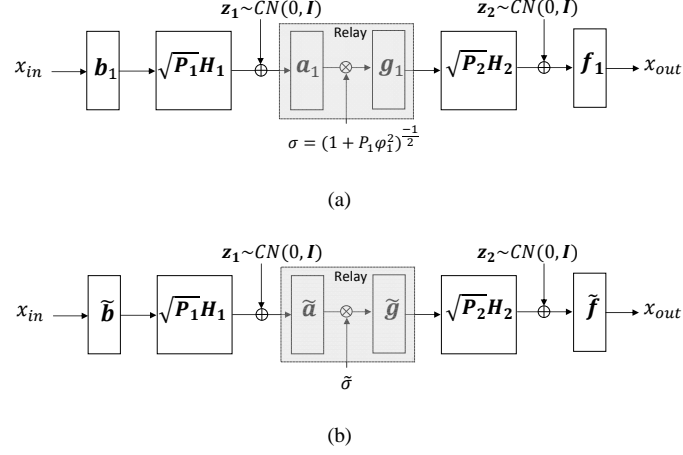 z₁~CN(0, I) z₂~CN(0, I)
Relay
x_in b₁ √P₁H₁ a₁ g₁ √P₂H₂ f₁ x_out
σ = (1 + P₁φ₁²)^(-1/2)
(a)
z₁~CN(0, I) z₂~CN(0, I)
Relay
x_in b̃ √P₁H₁ ã g̃ √P₂H₂ f̃ x_out
σ̃
(b)